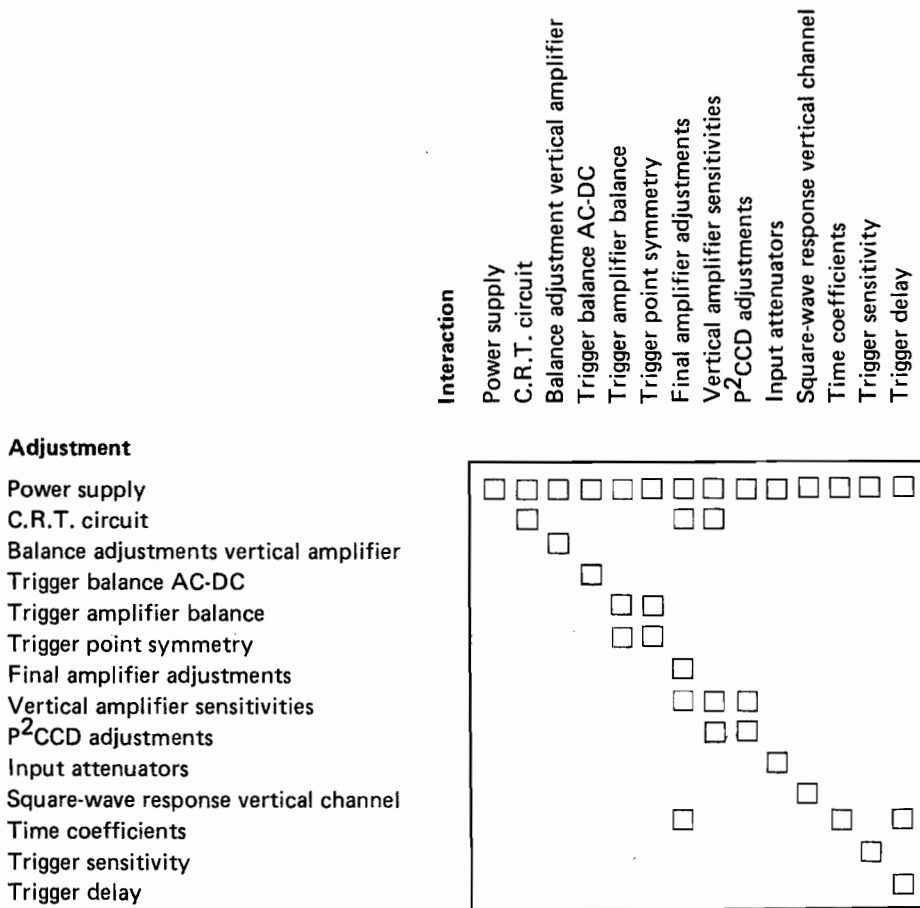 Interaction
Power supply
C.R.T. circuit
Balance adjustment vertical amplifier
Trigger balance AC-DC
Trigger amplifier balance
Trigger point symmetry
Final amplifier adjustments
Vertical amplifier sensitivities
P²CCD adjustments
Input attenuators
Square-wave response vertical channel
Time coefficients
Trigger sensitivity
Trigger delay
Adjustment
Power supply
C.R.T. circuit
Balance adjustments vertical amplifier
Trigger balance AC-DC
Trigger amplifier balance
Trigger point symmetry
Final amplifier adjustments
Vertical amplifier sensitivities
P²CCD adjustments
Input attenuators
Square-wave response vertical channel
Time coefficients
Trigger sensitivity
Trigger delay